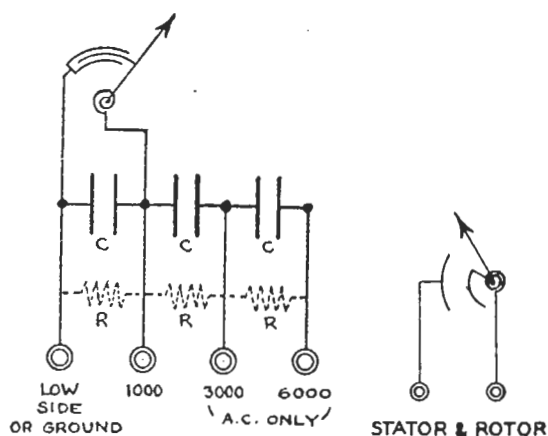 C C C
R R R
LOW
SIDE
OR GROUND
1000 3000 6000
(A.C. ONLY)
STATOR & ROTOR